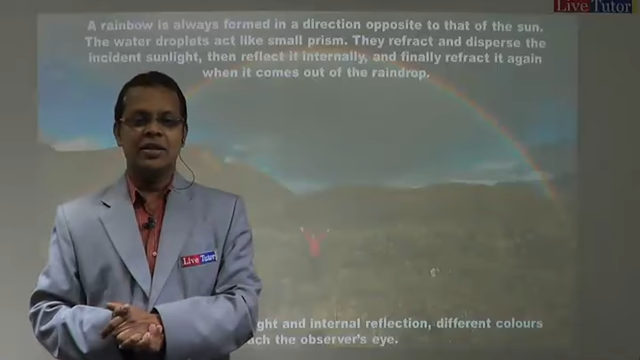 Live Tutor
A rainbow is always formed in a direction opposite to that of the sun.
The water droplets act like small prism. They refract and disperse the
incident sunlight, then reflect it internally, and finally refract it again
when it comes out of the raindrop.
Live Tutor
ght and internal reflection, different colours
ach the observer's eye.